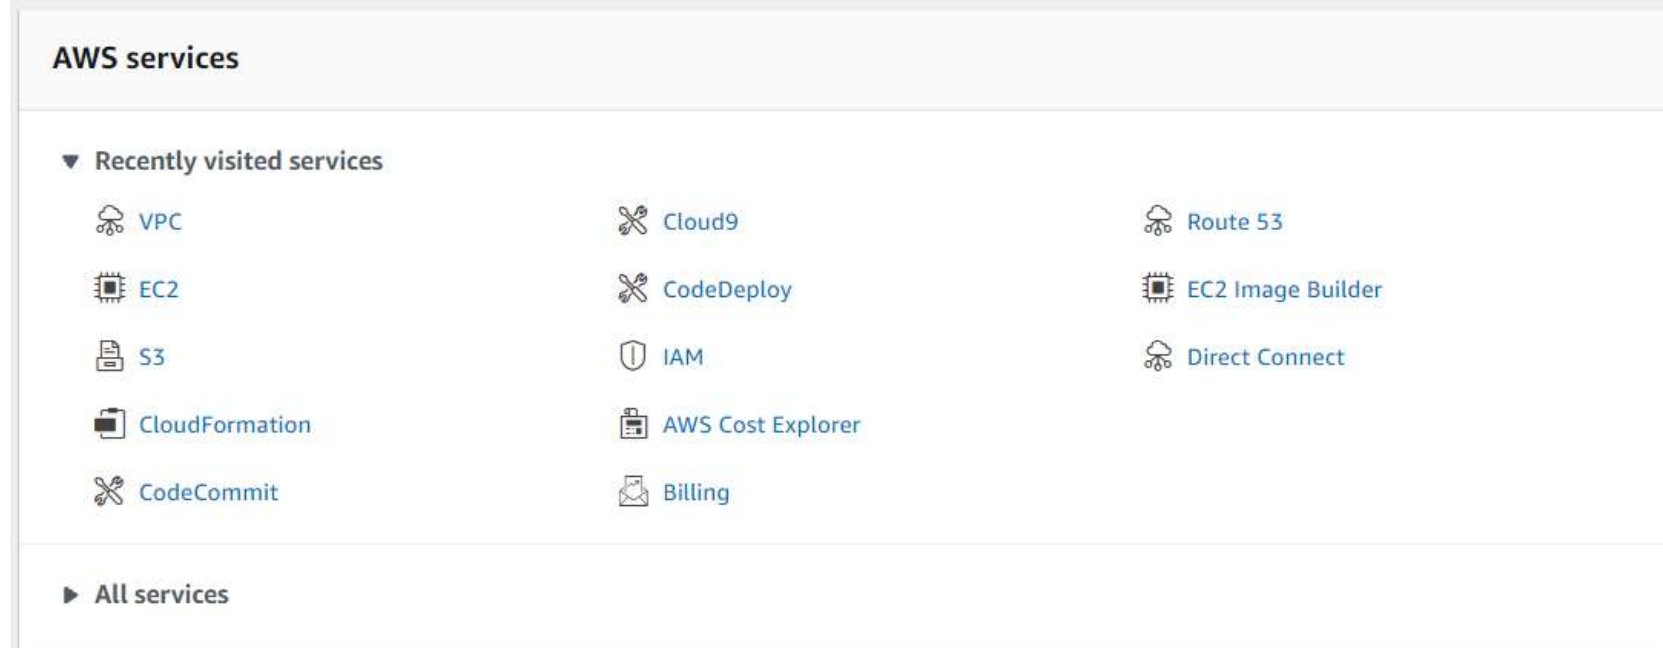 AWS services
Recently visited services
VPC
EC2
S3
CloudFormation
CodeCommit
Cloud9
CodeDeploy
IAM
AWS Cost Explorer
Billing
Route 53
EC2 Image Builder
Direct Connect
All services